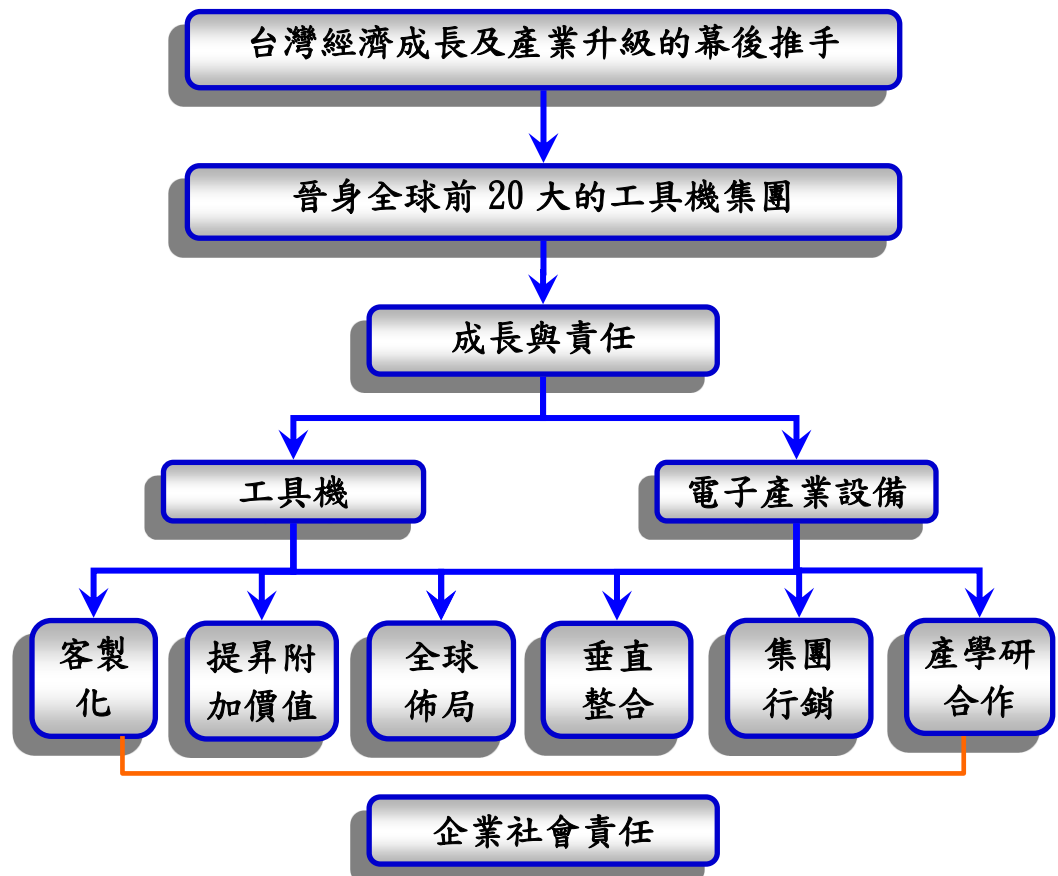 台灣經濟成長及產業升級的幕後推手
晉身全球前 20 大的工具機集團
成長與責任
工具機
電子產業設備
客製
化
提昇附
加價值
全球
佈局
垂直
整合
集團
行銷
產學研
合作
企業社會責任